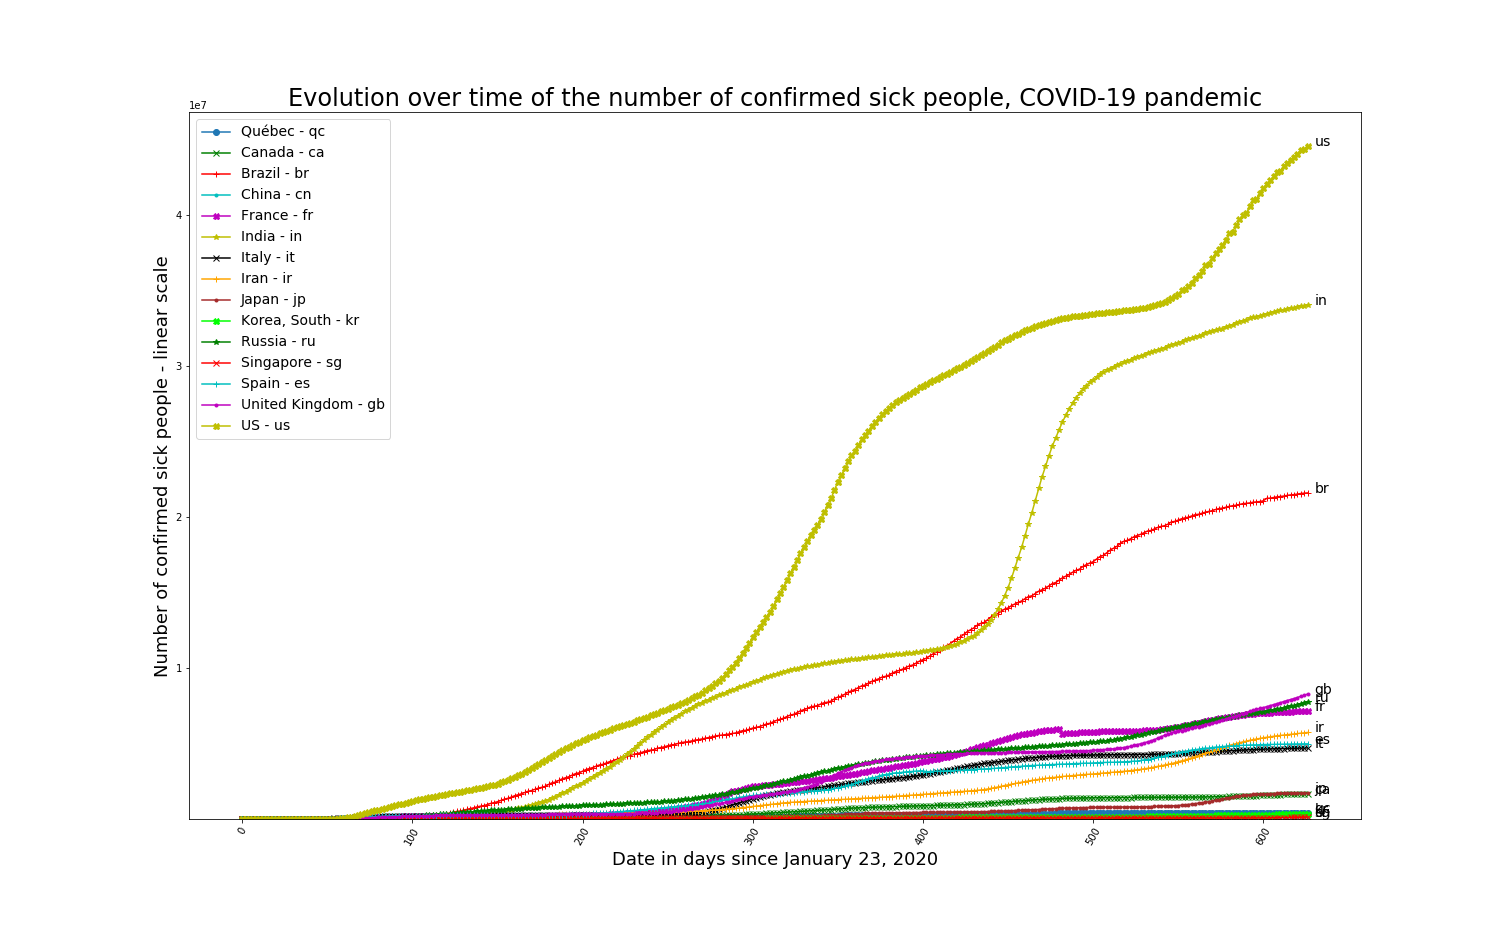 Evolution over time of the number of confirmed sick people, COVID-19 pandemic
1e7
Québec - qc
Canada - ca
Brazil - br
China - cn
France - fr
India - in
Italy - it
Iran - ir
Japan - jp
Korea, South - kr
Russia - ru
Singapore - sg
Spain - es
United Kingdom - gb
US - us
Number of confirmed sick people - linear scale
4
3
2
1
us
in
br
gb
ru
fr
ir
es
it
jp
ca
0
100
200
300
400
500
600
Date in days since January 23, 2020